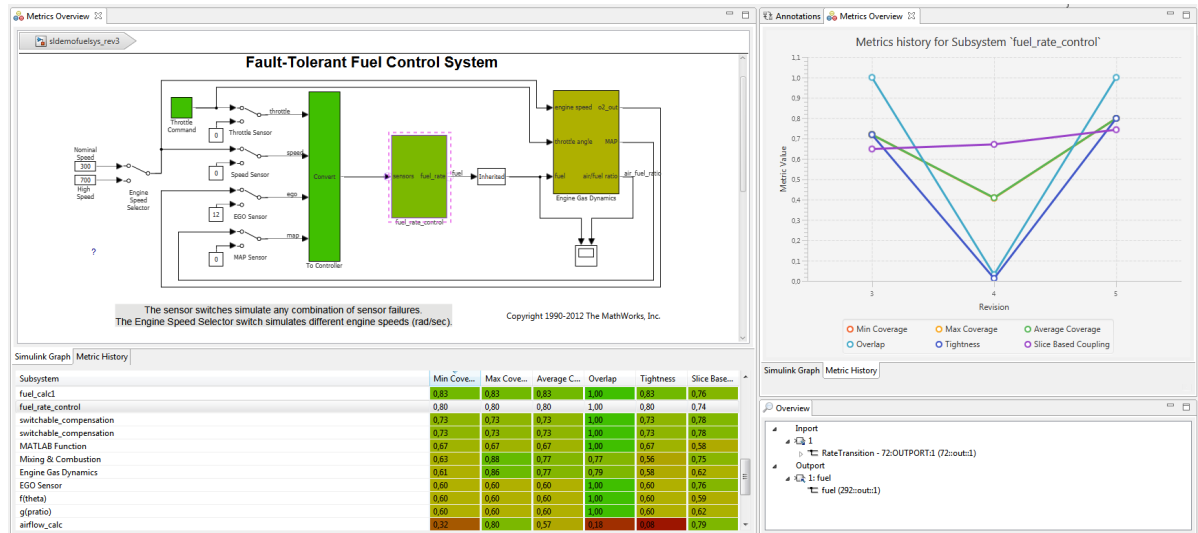 Metrics Overview
sldemofuelsys_rev3
Fault-Tolerant Fuel Control System
Throttle
Command
throttle
0
Throttle Sensor
Nominal
Speed
300
700
High
Speed
Engine
Speed
Selector
speed
0
Speed Sensor
ego
12
EGO Sensor
map
0
MAP Sensor
?
Convert
To Controller
sensors fuel_rate
fuel_rate_control
fuel
Inherited
engine speed o2_out
throttle angle MAP
fuel air/fuel ratio
Engine Gas Dynamics
air_fuel_ratio
The sensor switches simulate any combination of sensor failures.
The Engine Speed Selector switch simulates different engine speeds (rad/sec).
Copyright 1990-2012 The MathWorks, Inc.
Simulink Graph Metric History
Subsystem Min Cove... Max Cove... Average C... Overlap Tightness Slice Base...
fuel_calc1 0,83 0,83 0,83 1,00 0,83 0,76
fuel_rate_control 0,80 0,80 0,80 1,00 0,80 0,74
switchable_compensation 0,73 0,73 0,73 1,00 0,73 0,78
switchable_compensation 0,73 0,73 0,73 1,00 0,73 0,78
MATLAB Function 0,67 0,67 0,67 1,00 0,67 0,58
Mixing & Combustion 0,63 0,88 0,77 0,77 0,56 0,75
Engine Gas Dynamics 0,61 0,86 0,77 0,79 0,58 0,62
EGO Sensor 0,60 0,60 0,60 1,00 0,60 0,76
f(theta) 0,60 0,60 0,60 1,00 0,60 0,59
g(pratio) 0,60 0,60 0,60 1,00 0,60 0,62
airflow_calc 0,32 0,80 0,57 0,18 0,08 0,79
Annotations Metrics Overview
Metrics history for Subsystem `fuel_rate_control`
Metric Value
1,1
1,0
0,9
0,8
0,7
0,6
0,5
0,4
0,3
0,2
0,1
0,0
3 4 5
Revision
Min Coverage Max Coverage Average Coverage
Overlap Tightness Slice Based Coupling
Simulink Graph Metric History
Overview
Inport
1
RateTransition - 72:OUTPORT:1 (72::out::1)
Outport
1: fuel
fuel (292::out::1)